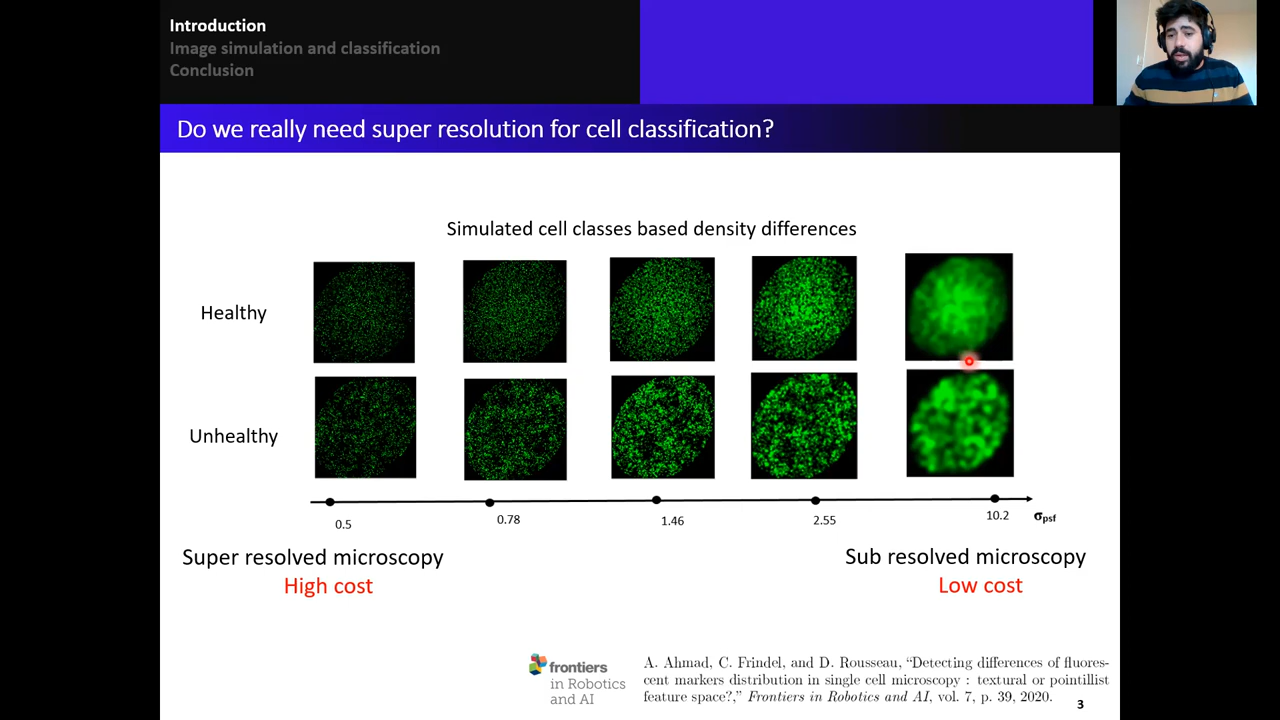 Introduction
Image simulation and classification
Conclusion
Do we really need super resolution for cell classification?
Simulated cell classes based density differences
Healthy
Unhealthy
0.5
0.78
1.46
2.55
10.2
σpsf
Super resolved microscopy
High cost
Sub resolved microscopy
Low cost
frontiers
in Robotics
and AI
A. Ahmad, C. Frindel, and D. Rousseau, “Detecting differences of fluores-
cent markers distribution in single cell microscopy : textural or pointillist
feature space?,” Frontiers in Robotics and AI, vol. 7, p. 39, 2020.
3